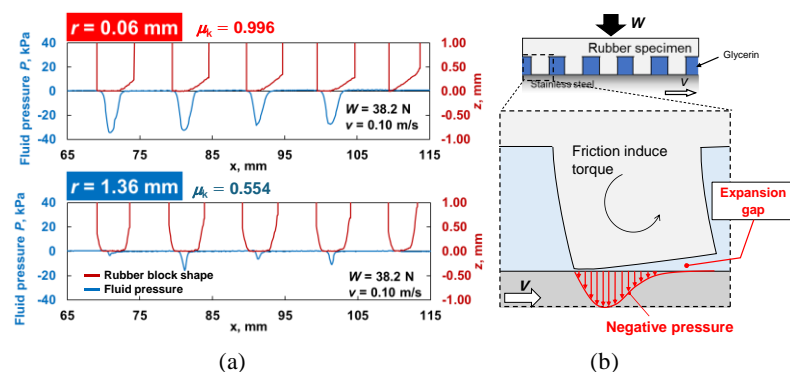 r = 0.06 mm
μk = 0.996
Fluid pressure P, kPa
40
20
0
-20
-40
1.00
0.50
0.00
-0.50
-1.00
z, mm
W = 38.2 N
v = 0.10 m/s
65
75
85
95
105
115
x, mm
r = 1.36 mm
μk = 0.554
Fluid pressure P, kPa
40
20
0
-20
-40
1.00
0.50
0.00
-0.50
-1.00
z, mm
Rubber block shape
Fluid pressure
W = 38.2 N
v = 0.10 m/s
65
75
85
95
105
115
x, mm
(a)
W
Rubber specimen
Glycerin
Stainless steel
V
Friction induce
torque
Expansion
gap
V
Negative pressure
(b)